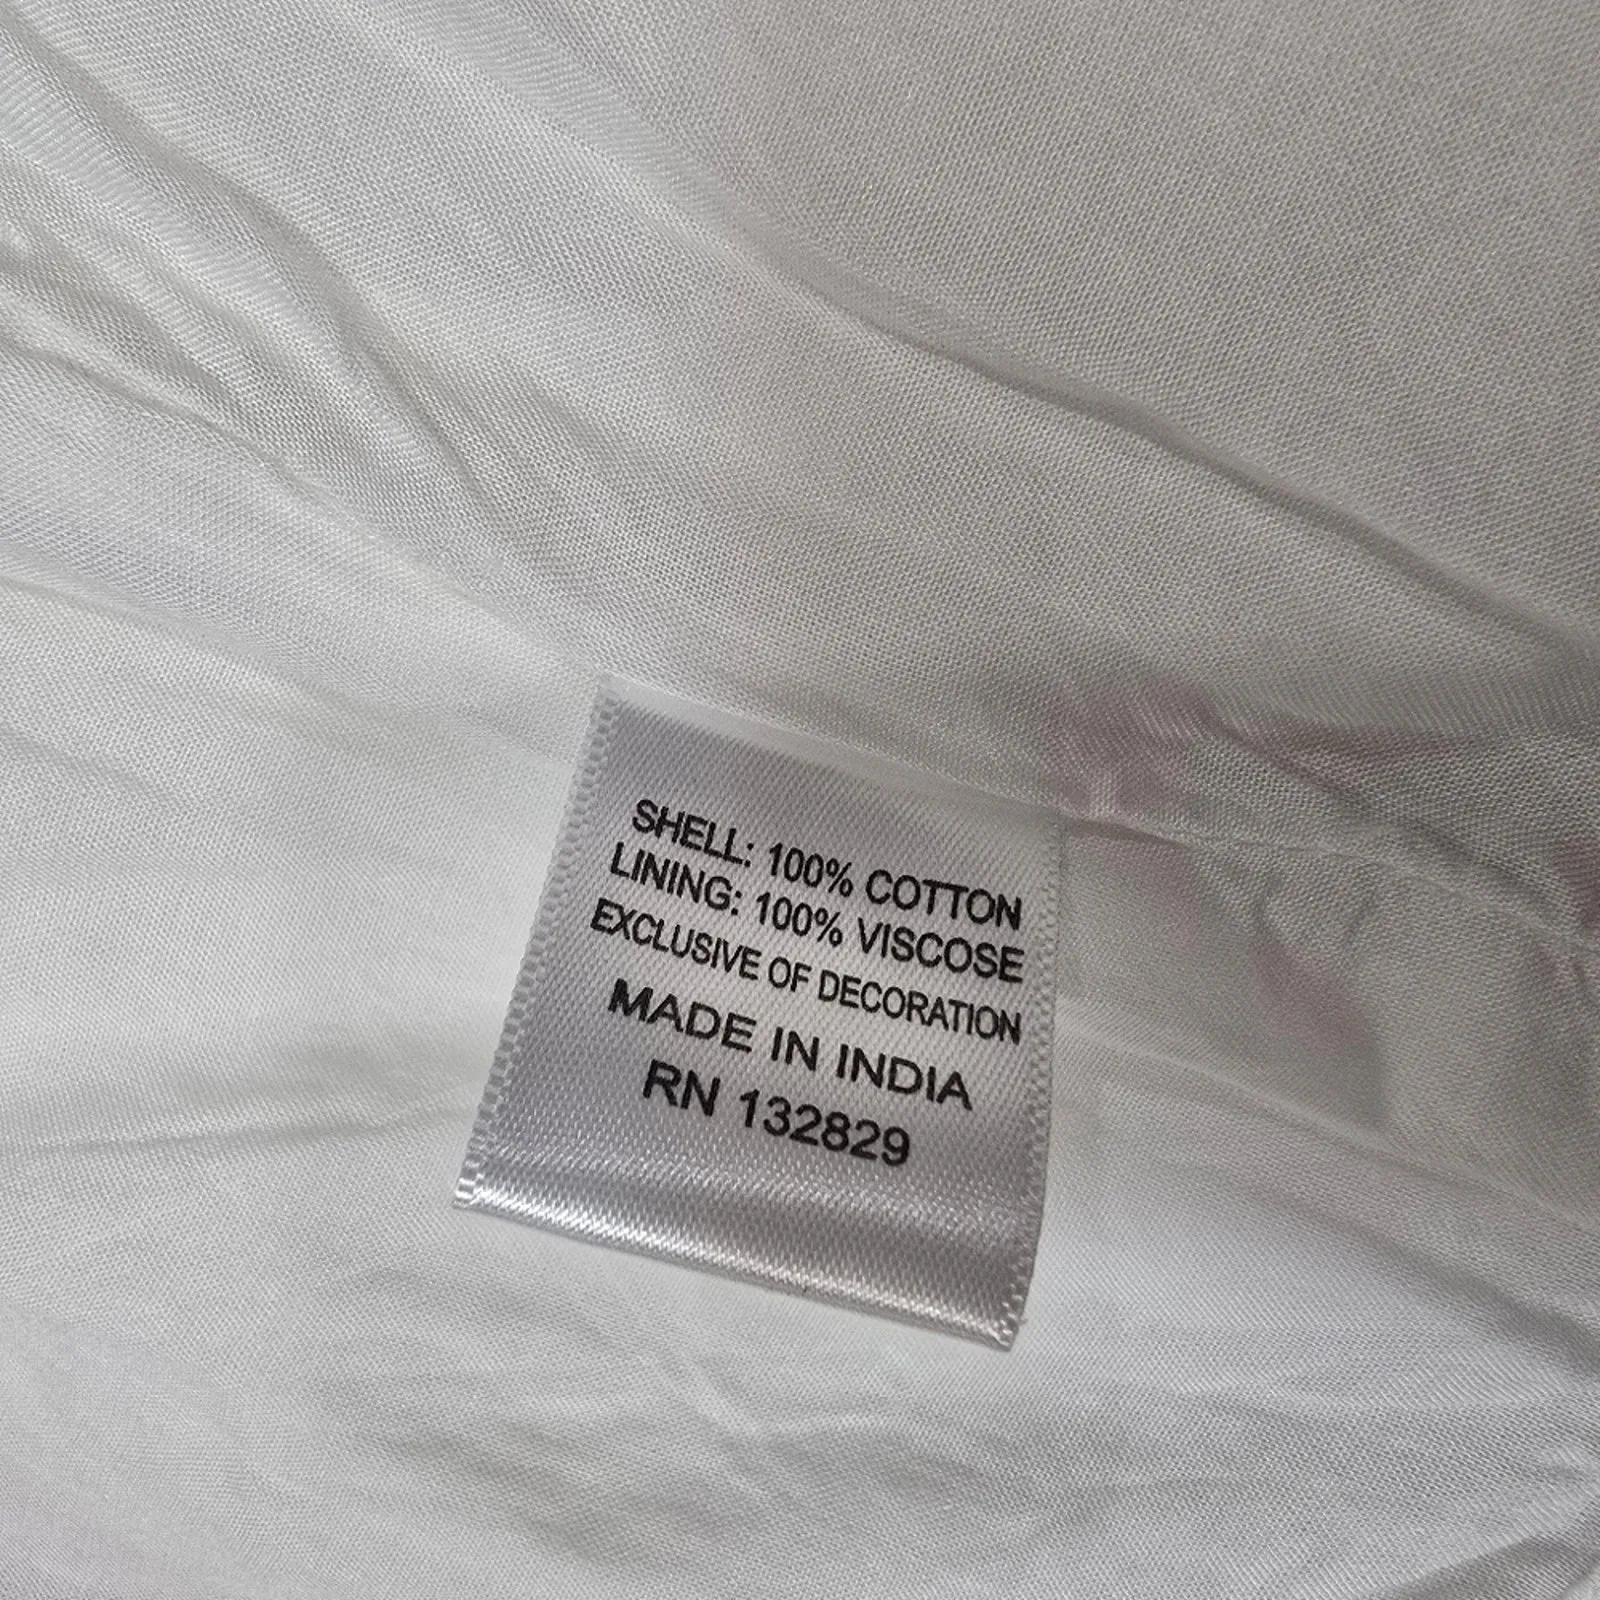 SHELL: 100% COTTON
LINING: 100% VISCOSE
EXCLUSIVE OF DECORATION
MADE IN INDIA
RN 132829